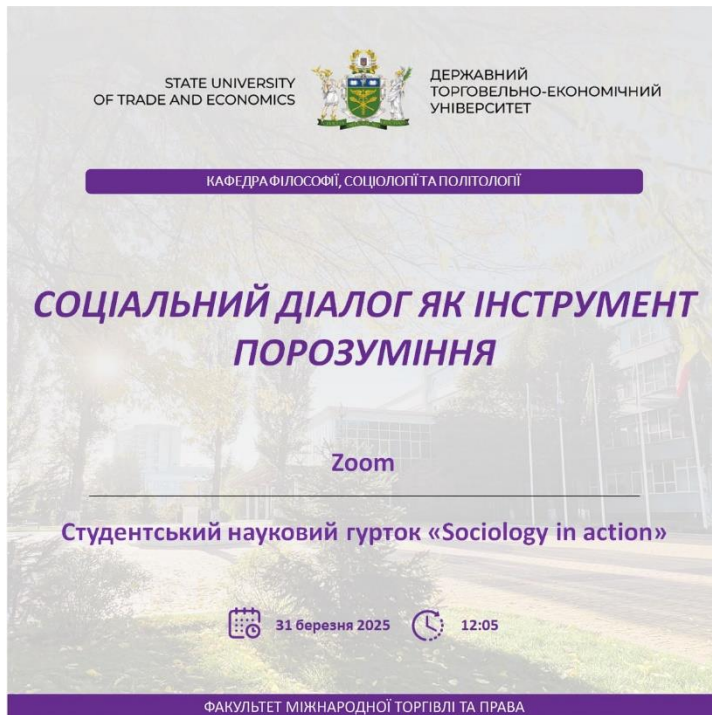 STATE UNIVERSITY
OF TRADE AND ECONOMICS
ДЕРЖАВНИЙ
ТОРГОВЕЛЬНО-ЕКОНОМІЧНИЙ
УНІВЕРСИТЕТ
КАФЕДРА ФІЛОСОФІЇ, СОЦІОЛОГІЇ ТА ПОЛІТОЛОГІЇ
СОЦІАЛЬНИЙ ДІАЛОГ ЯК ІНСТРУМЕНТ
ПОРОЗУМІННЯ
Zoom
Студентський науковий гурток «Sociology in action»
31 березня 2025
12:05
ФАКУЛЬТЕТ МІЖНАРОДНОЇ ТОРГІВЛІ ТА ПРАВА